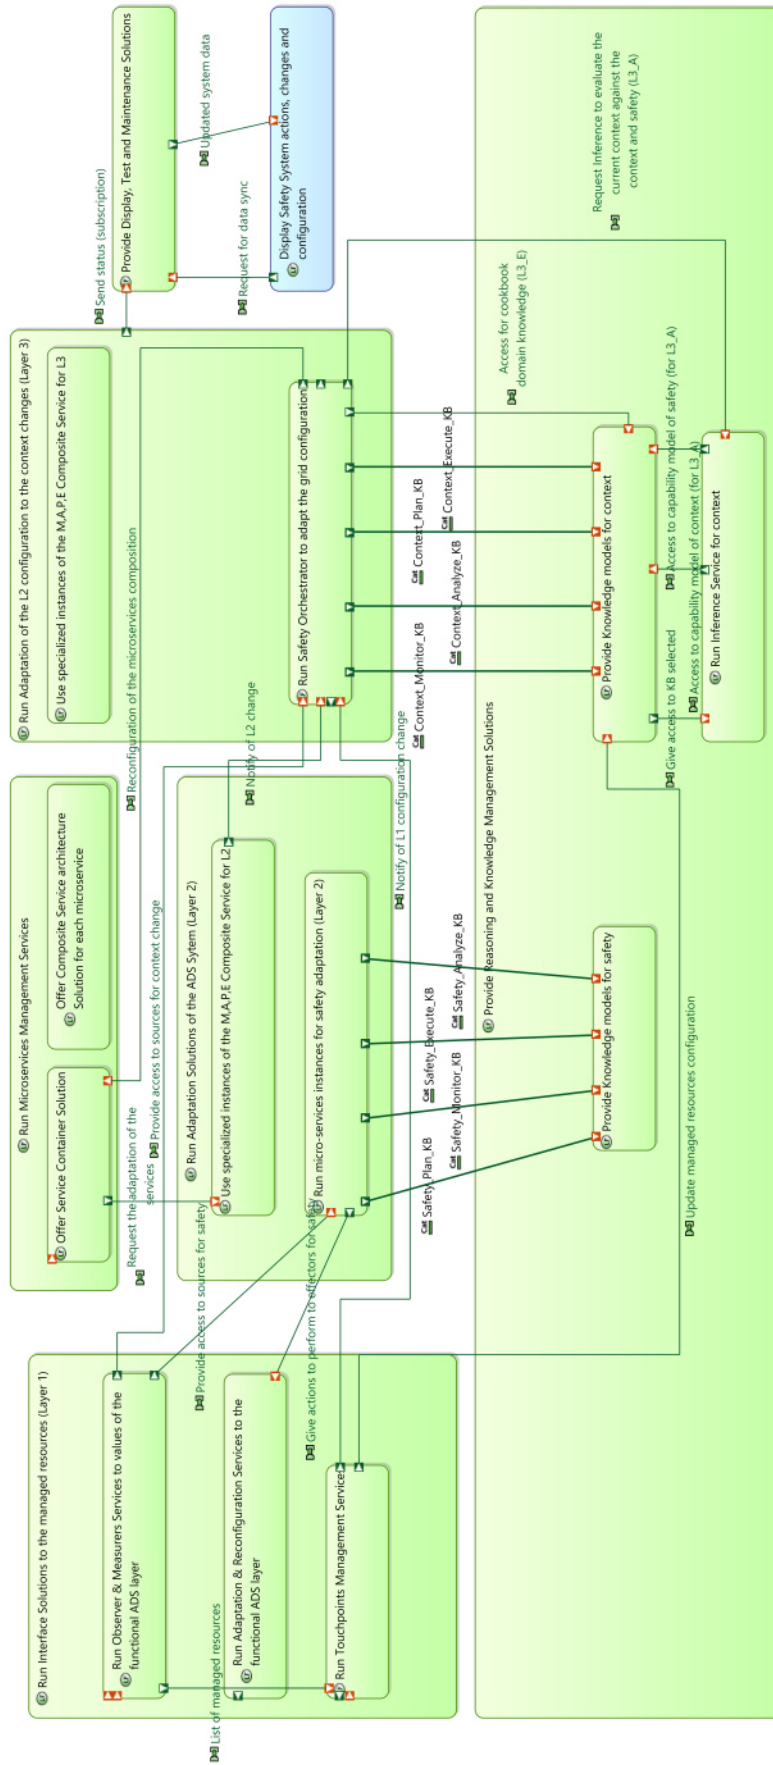 Run Interface Solutions to the managed resources (Layer 1)
Run Observer & Measurers Services to values of the
functional ADS layer
Run Adaptation & Reconfiguration Services to the
functional ADS layer
Run Touchpoints Management Services
List of managed resources
Run Microservices Management Services
Offer Service Container Solution
Offer Composite Service architecture
Solution for each microservice
Request the adaptation of the
services
Provide access to sources for context change
Provide access to sources for safety
Give actions to perform to effectors for safety
Run Adaptation Solutions of the ADS Sytem (Layer 2)
Use specialized instances of the M,A,P,E Composite Service for L2
Run micro-services instances for safety adaptation (Layer 2)
Notify of L2 change
Notify of L1 configuration change
Reconfiguration of the microservices composition
Run Adaptation of the L2 configuration to the context changes (Layer 3)
Use specialized instances of the M,A,P,E Composite Service for L3
Run Safety Orchestrator to adapt the grid configuration
Send status (subscription)
Provide Display, Test and Maintenance Solutions
Updated system data
Request for data sync
Display Safety System actions, changes and
configuration
Safety_Plan_KB
Safety_Monitor_KB
Safety_Execute_KB
Safety_Analyze_KB
Context_Monitor_KB
Context_Analyze_KB
Context_Plan_KB
Context_Execute_KB
Provide Reasoning and Knowledge Management Solutions
Provide Knowledge models for safety
Provide Knowledge models for context
Run Inference Service for context
Update managed resources configuration
Give access to KB selected
Access to capability model of context (for L3_A)
Access to capability model of safety (for L3_A)
Access for cookbook
domain knowledge (L3_E)
Request Inference to evaluate the
current context against the
context and safety (L3_A)